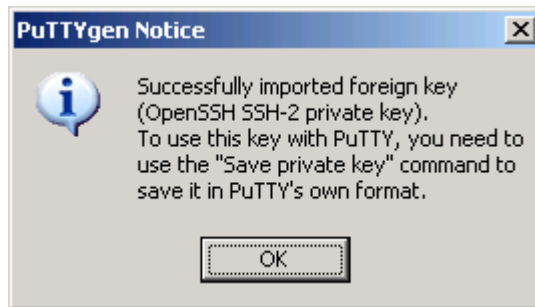 PuTTYgen Notice
Successfully imported foreign key
(OpenSSH SSH-2 private key).
To use this key with PuTTY, you need to
use the "Save private key" command to
save it in PuTTY's own format.
OK